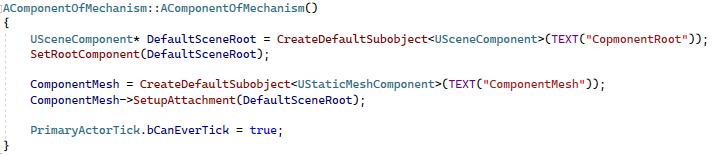 AComponentOfMechanism::AComponentOfMechanism()
{
    USceneComponent* DefaultSceneRoot = CreateDefaultSubobject<USceneComponent>(TEXT("CopmonentRoot"));
    SetRootComponent(DefaultSceneRoot);

    ComponentMesh = CreateDefaultSubobject<UStaticMeshComponent>(TEXT("ComponentMesh"));
    ComponentMesh->SetupAttachment(DefaultSceneRoot);

    PrimaryActorTick.bCanEverTick = true;
}